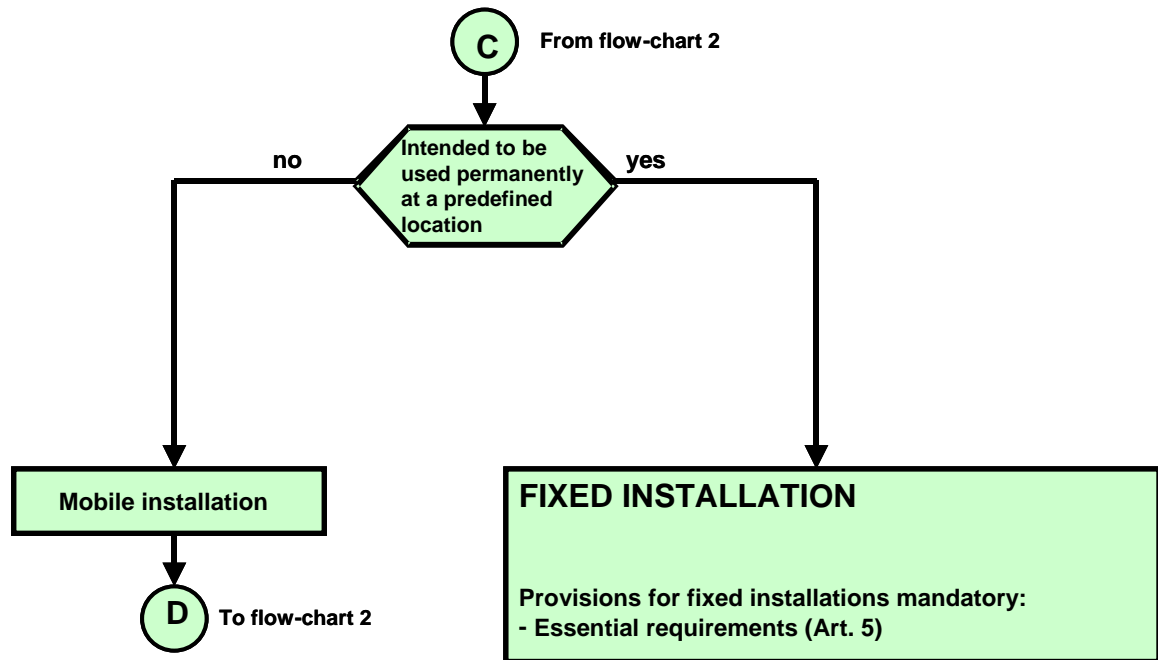 C
From flow-chart 2
Intended to be
used permanently
at a predefined
location
no
yes
Mobile installation
D
To flow-chart 2
FIXED INSTALLATION
Provisions for fixed installations mandatory:
- Essential requirements (Art. 5)